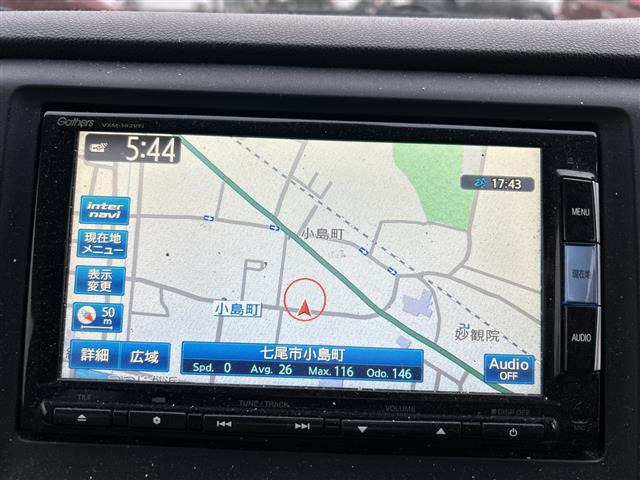 Gathers
VXM-142VFi
5:44
17:43
inter navi
現在地
メニュー
表示
変更
50
m
詳細
広域
小島町
小島町
妙観院
七尾市小島町
Spd. 0 Avg. 26 Max. 116 Odo. 146
Audio
OFF
MENU
現在地
AUDIO
TILT
TUNE / TRACK
VOLUME
DISP OFF